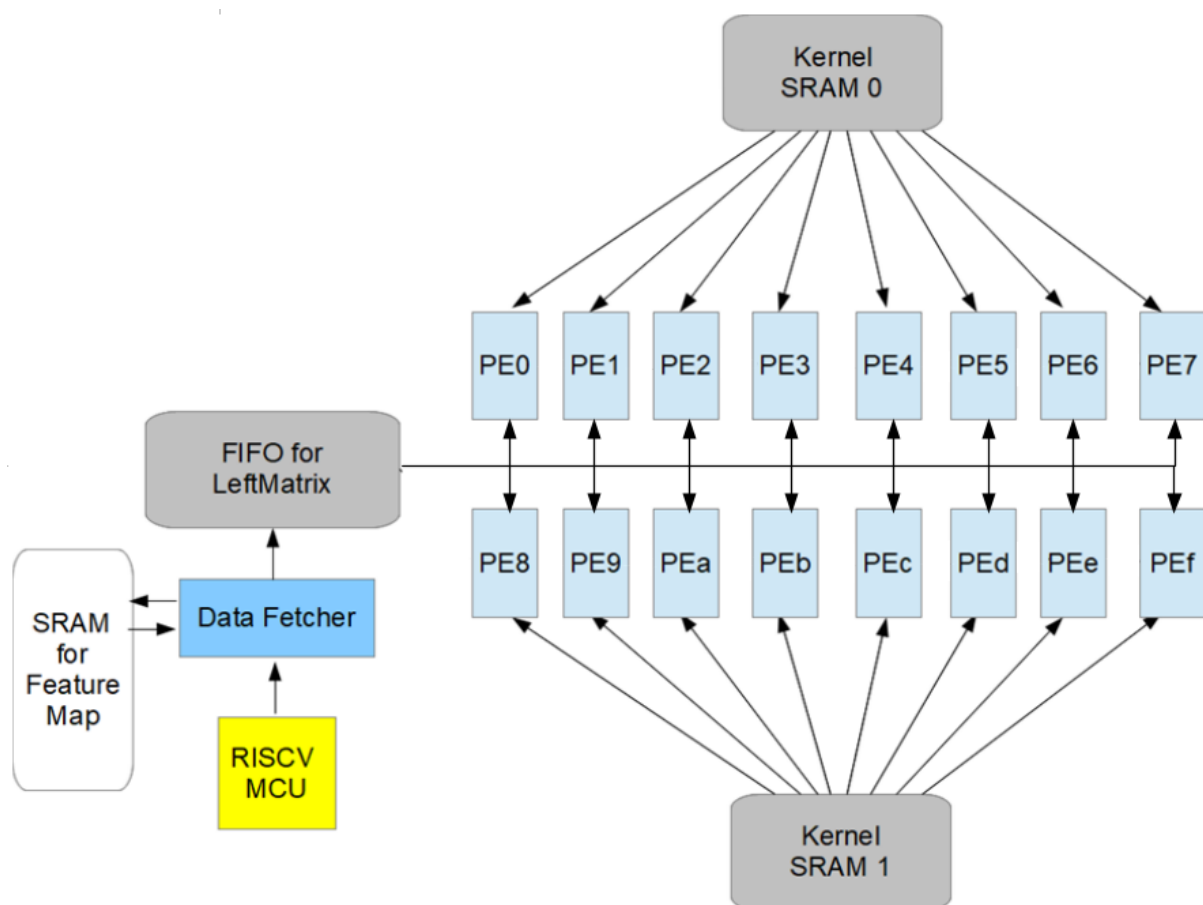 Kernel
SRAM 0
PE0
PE1
PE2
PE3
PE4
PE5
PE6
PE7
FIFO for
LeftMatrix
PE8
PE9
PEa
PEb
PEc
PEd
PEe
PEf
Data Fetcher
SRAM
for
Feature
Map
RISCV
MCU
Kernel
SRAM 1